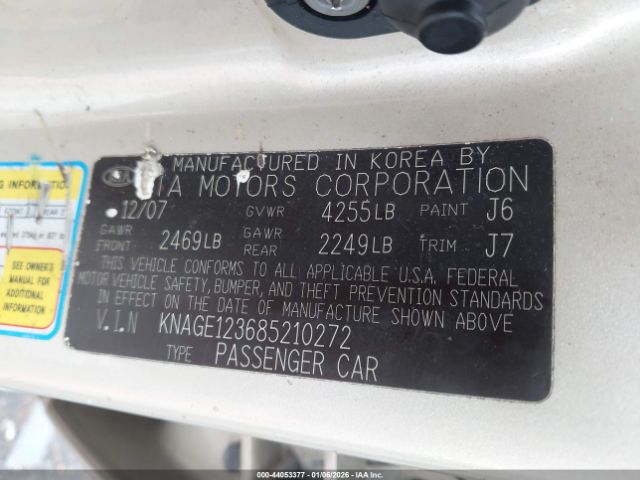 MANUFACTURED IN KOREA BY
KIA MOTORS CORPORATION
12/07 GVWR 4255LB PAINT J6
GAWR FRONT 2469LB GAWR REAR 2249LB TRIM J7
THIS VEHICLE CONFORMS TO ALL APPLICABLE U.S.A. FEDERAL
MOTOR VEHICLE SAFETY, BUMPER, AND THEFT PREVENTION STANDARDS
IN EFFECT ON THE DATE OF MANUFACTURE SHOWN ABOVE
V.I.N KNAGE123685210272
TYPE PASSENGER CAR
SEE OWNER'S
MANUAL FOR
ADDITIONAL
INFORMATION
000-44053377 - 01/06/2026 - © Copyright IAA, LLC